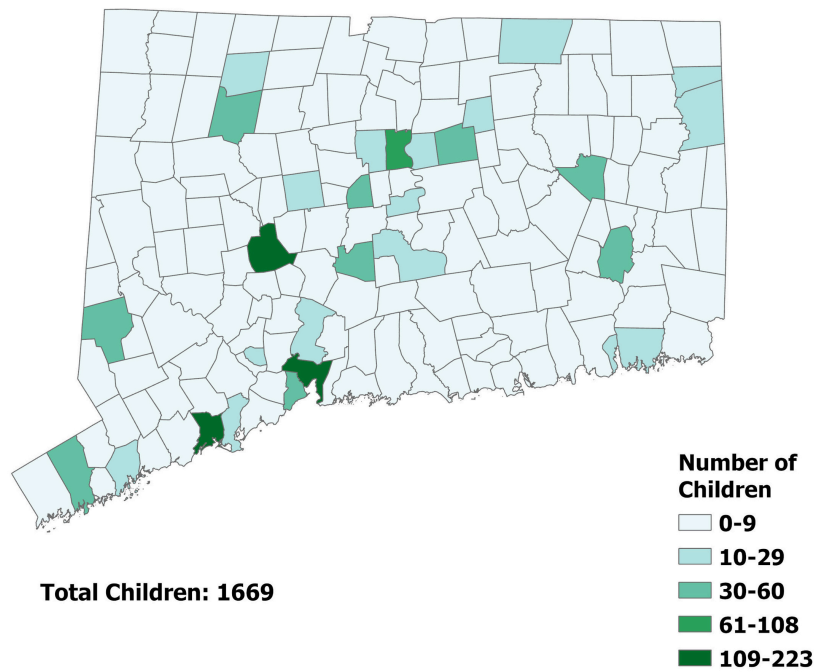 Number of
Children
0-9
10-29
30-60
61-108
109-223
Total Children: 1669